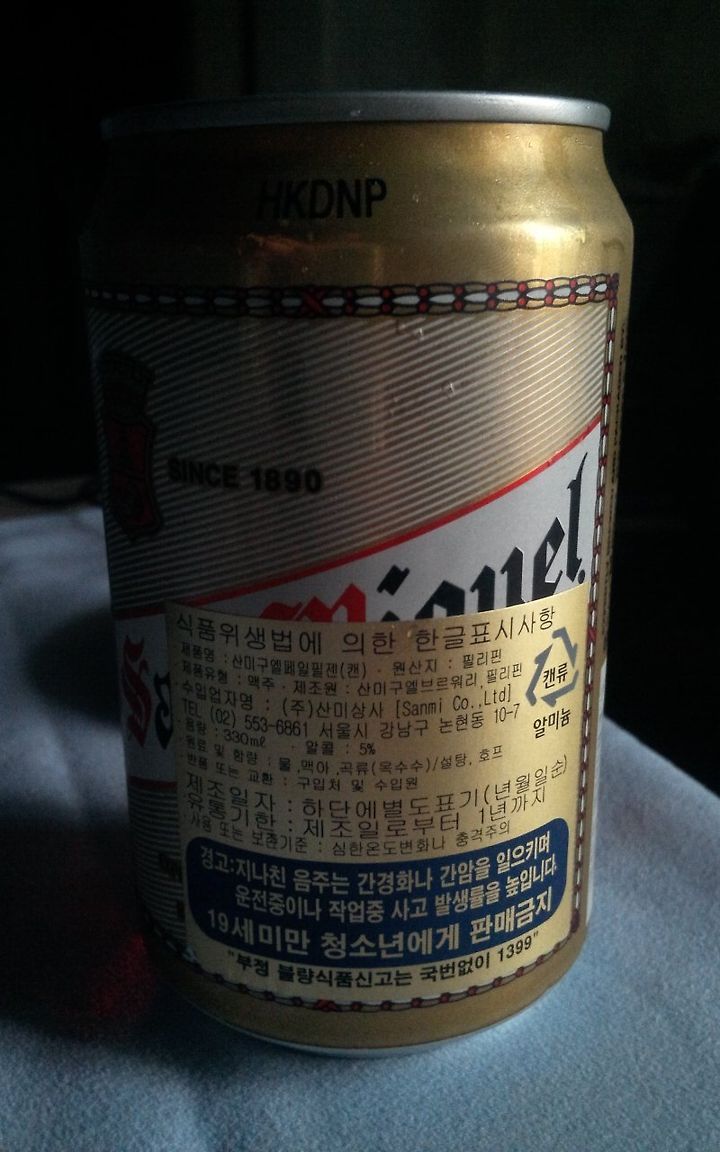 HKDNP
SINCE 1890
Miguel
식품위생법에 의한 한글표시사항
제품명 : 산미구엘페일필젠(캔) · 원산지 : 필리핀
제품유형 : 맥주 · 제조원 : 산미구엘브르워리 필리핀
수입업자명 : (주)산미상사 [Sanmi Co.,Ltd]
TEL (02) 553-6861 서울시 강남구 논현동 10-7
·용량 : 330㎖ · 알콜 : 5%
·원료 및 함량 : 물,맥아,곡류(옥수수)/설탕, 호프
·반품 또는 교환 : 구입처 및 수입원
제조일자 : 하단에별도표기(년월일순)
유통기한 : 제조일로부터 1년까지
·사용 또는 보존기준 : 심한온도변화나 충격주의
캔류
알미늄
경고:지나친 음주는 간경화나 간암을 일으키며
운전중이나 작업중 사고 발생률을 높입니다.
19세미만 청소년에게 판매금지
"부정 불량식품신고는 국번없이 1399"